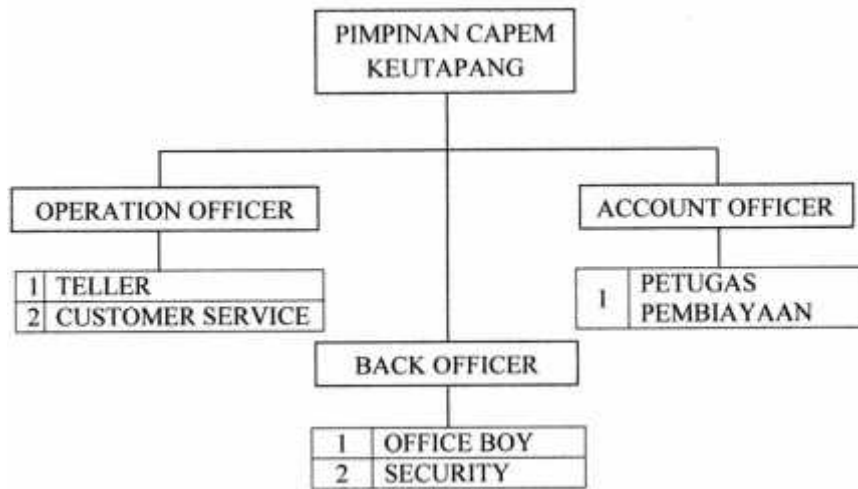 PIMPINAN CAPEM
KEUTAPANG
OPERATION OFFICER
ACCOUNT OFFICER
1 TELLER
2 CUSTOMER SERVICE
1 PETUGAS
PEMBIAYAAN
BACK OFFICER
1 OFFICE BOY
2 SECURITY